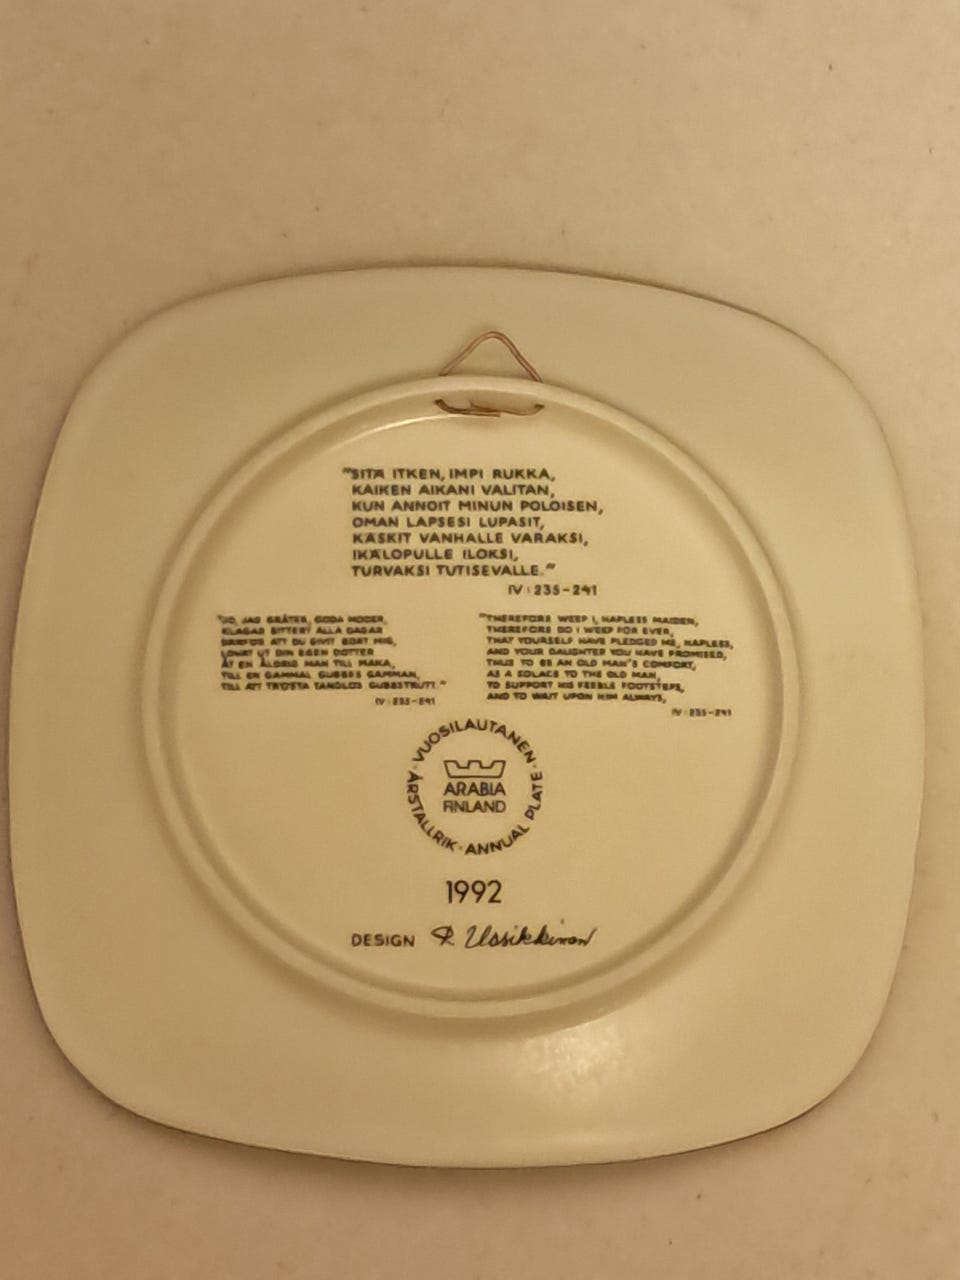 "SITÄ ITKEN, IMPI RUKKA,
KAIKEN AIKANI VALITAN,
KUN ANNOIT MINUN POLOISEN,
OMAN LAPSESI LUPASIT,
KÄSKIT VANHALLE VARAKSI,
IKÄLOPULLE ILOKSI,
TURVAKSI TUTISEVALLE."
IV: 235-241
"JO, JAG GRÅTER, GODA MODER,
KLAGAR BITTERT ALLA DAGAR
DÄRFÖR ATT DU GIVIT BORT MIG,
LOVAT UT DIN EGEN DOTTER
ÅT EN ÅLDRIG MAN TILL MAKA,
TILL EN GAMMAL GUBBES GAMMAN,
TILL ATT TRÖSTA TANDLÖS GUBBSTRUTT."
IV: 235-241
"THEREFORE WEEP I, HAPLESS MAIDEN,
THEREFORE DO I WEEP FOR EVER,
THAT YOURSELF HAVE PLEDGED ME, HAPLESS,
AND YOUR DAUGHTER YOU HAVE PROMISED,
THUS TO BE AN OLD MAN'S COMFORT,
AS A SOLACE TO THE OLD MAN,
TO SUPPORT HIS FEEBLE FOOTSTEPS,
AND TO WAIT UPON HIM ALWAYS,
IV: 235-241
VUOSILAUTANEN · ANNUAL PLATE · ÅRSTALLRIK ·
ARABIA
FINLAND
1992
DESIGN R Uosikkinen